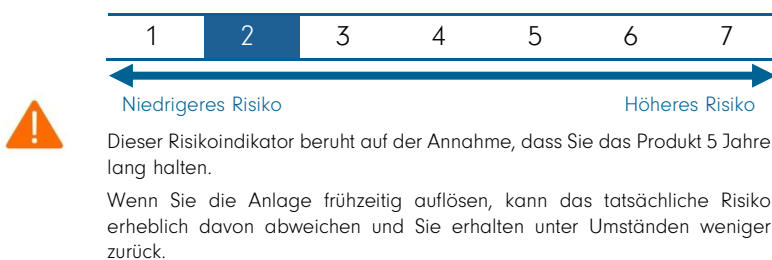 1 2 3 4 5 6 7
Niedrigeres Risiko Höheres Risiko
Dieser Risikoindikator beruht auf der Annahme, dass Sie das Produkt 5 Jahre
lang halten.
Wenn Sie die Anlage frühzeitig auflösen, kann das tatsächliche Risiko
erheblich davon abweichen und Sie erhalten unter Umständen weniger
zurück.